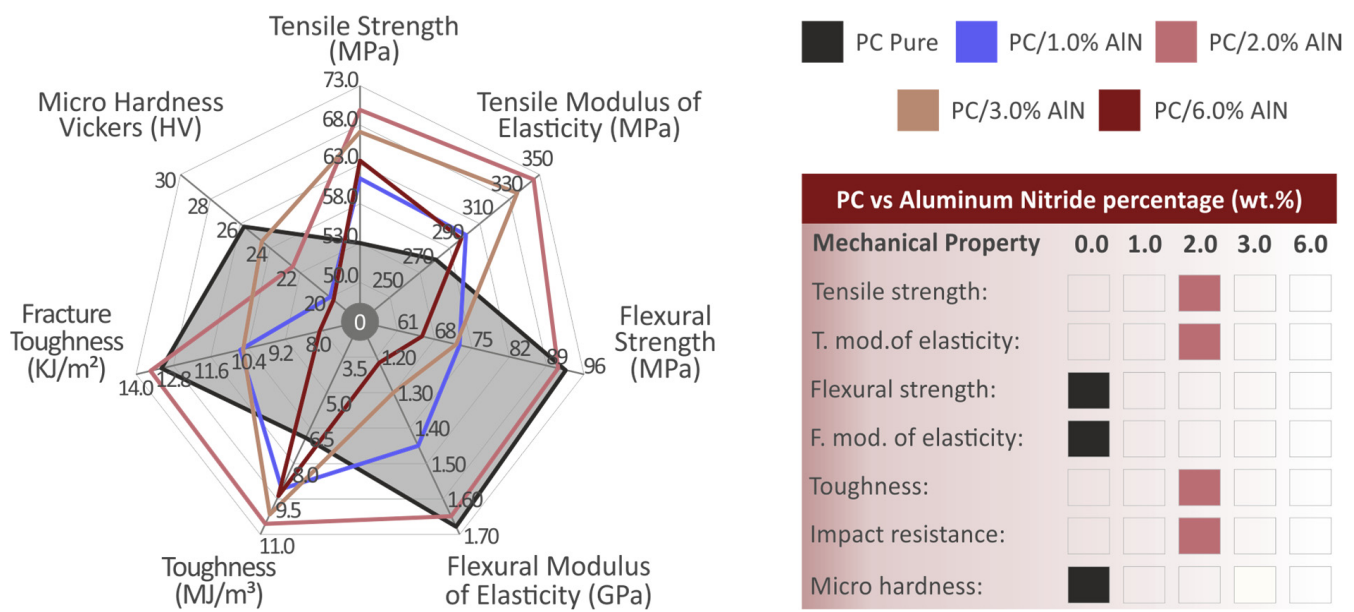 Tensile Strength
(MPa)
73.0
68.0
63.0
58.0
53.0
50.0
Tensile Modulus of
Elasticity (MPa)
350
330
310
290
270
250
Flexural
Strength
(MPa)
96
89
82
75
68
61
Flexural Modulus
of Elasticity (GPa)
1.70
1.60
1.50
1.40
1.30
1.20
Toughness
(MJ/m³)
11.0
9.5
8.0
6.5
5.0
3.5
Fracture
Toughness
(KJ/m²)
14.0
12.8
11.6
10.4
9.2
8.0
Micro Hardness
Vickers (HV)
30
28
26
24
22
20
0
PC Pure
PC/1.0% AlN
PC/2.0% AlN
PC/3.0% AlN
PC/6.0% AlN
PC vs Aluminum Nitride percentage (wt.%)
Mechanical Property 0.0 1.0 2.0 3.0 6.0
Tensile strength:
T. mod.of elasticity:
Flexural strength:
F. mod. of elasticity:
Toughness:
Impact resistance:
Micro hardness: